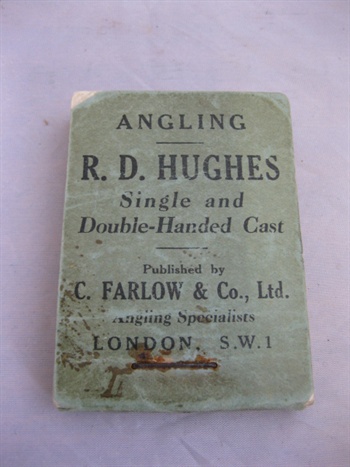 ANGLING
R. D. HUGHES
Single and
Double-Handed Cast
Published by
C. FARLOW & Co., Ltd.
Angling Specialists
LONDON, S.W.1